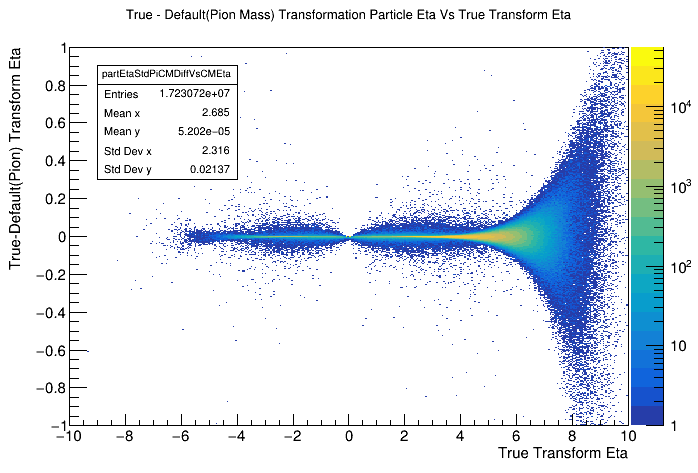 True - Default(Pion Mass) Transformation Particle Eta Vs True Transform Eta
True-Default(Pion) Transform Eta
partEtaStdPiCMDiffVsCMEta
Entries 1.723072e+07
Mean x 2.685
Mean y 5.202e-05
Std Dev x 2.316
Std Dev y 0.02137
1
0.8
0.6
0.4
0.2
0
−0.2
−0.4
−0.6
−0.8
−1
−10 −8 −6 −4 −2 0 2 4 6 8 10
True Transform Eta
10^4
10^3
10^2
10
1